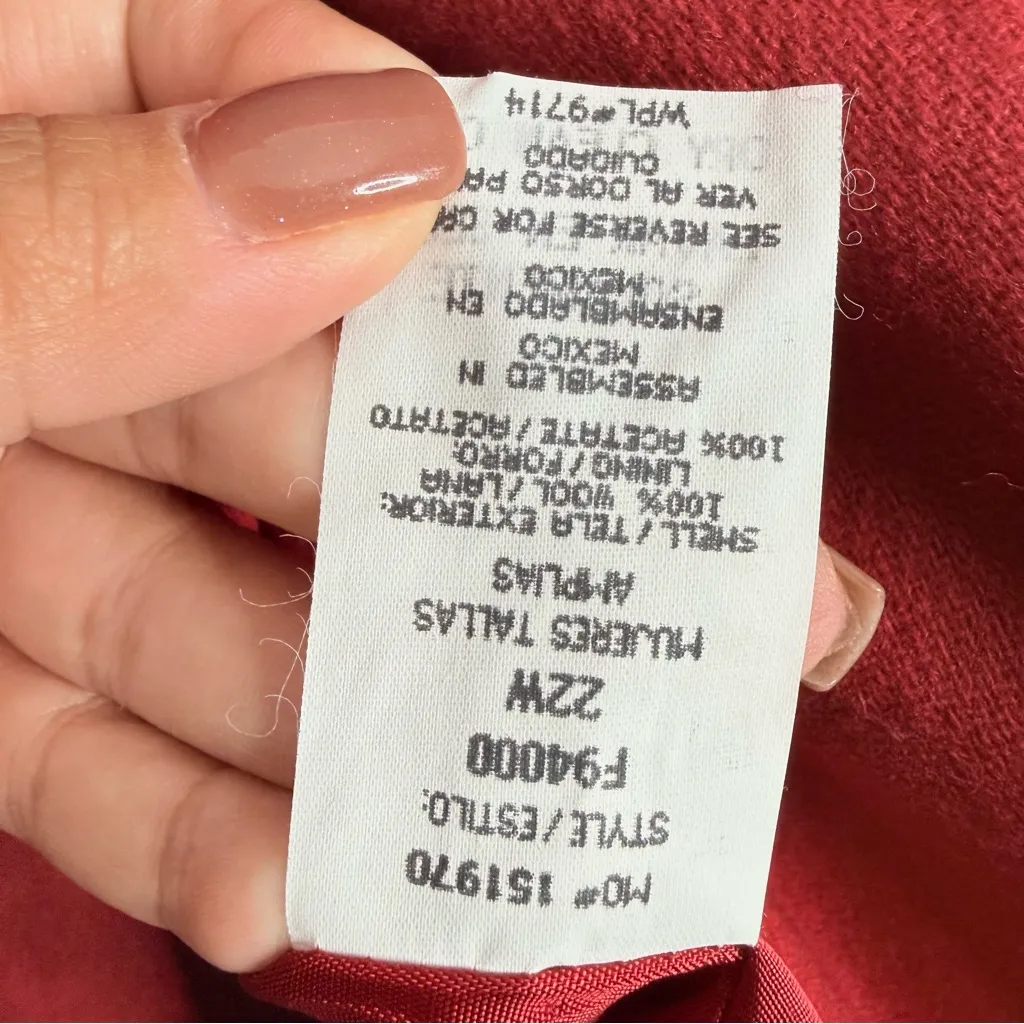 MO# 151970
STYLE/ESTILO:
F94000
22W
MUJERES TALLAS
AMPLIAS
SHELL/TELA EXTERIOR:
100% WOOL/LANA
LINING/FORRO:
100% ACETATE/ACETATO
ASSEMBLED IN
MEXICO
ENSAMBLADO EN
MEXICO
SEE REVERSE FOR
VER AL DORSO
CUIDADO
WPL#9714